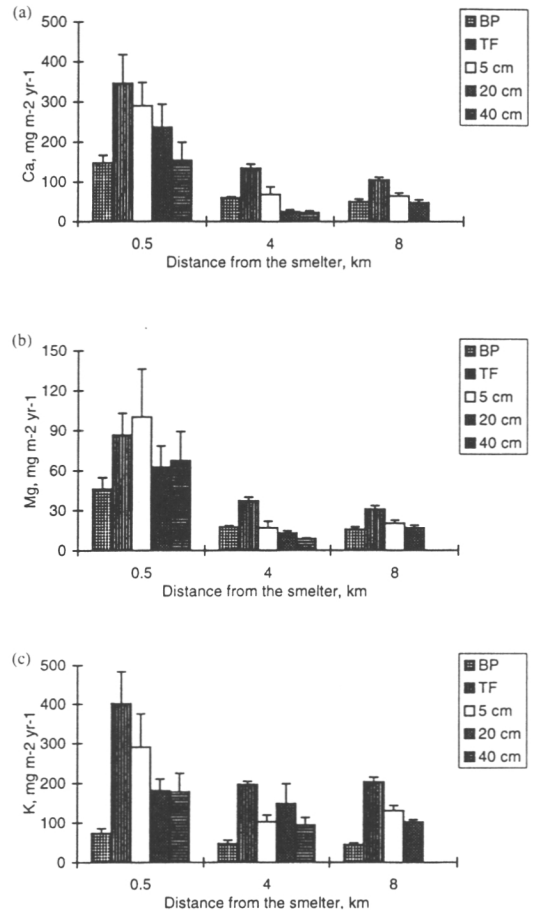 (a)
500
400
300
200
100
0
Ca, mg m-2 yr-1
0.5
4
8
Distance from the smelter, km
BP
TF
5 cm
20 cm
40 cm
(b)
150
120
90
60
30
0
Mg, mg m-2 yr-1
0.5
4
8
Distance from the smelter, km
BP
TF
5 cm
20 cm
40 cm
(c)
500
400
300
200
100
0
K, mg m-2 yr-1
0.5
4
8
Distance from the smelter, km
BP
TF
5 cm
20 cm
40 cm